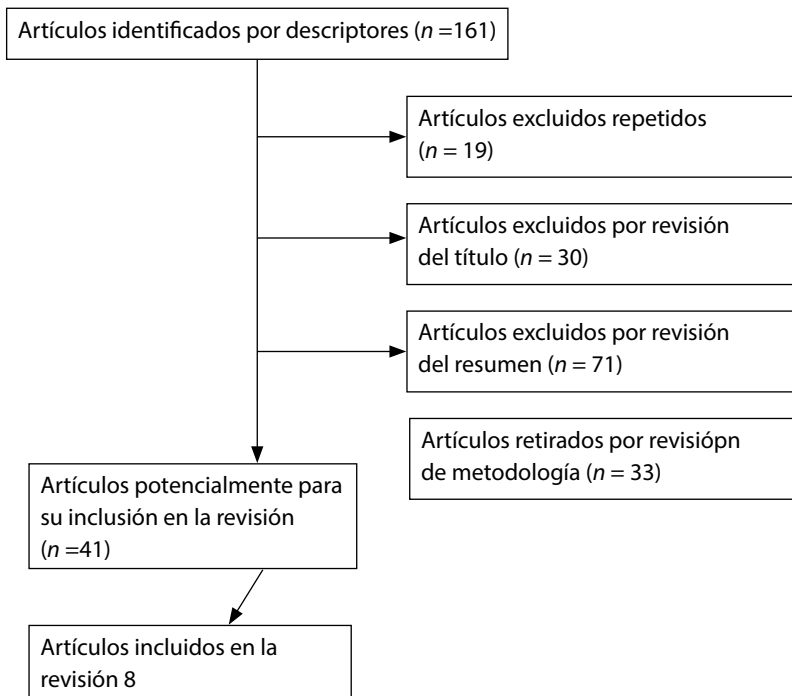 Artículos identificados por descriptores (n =161)
Artículos excluidos repetidos
(n = 19)
Artículos excluidos por revisión
del título (n = 30)
Artículos excluidos por revisión
del resumen (n = 71)
Artículos retirados por revisiópn
de metodología (n = 33)
Artículos potencialmente para
su inclusión en la revisión
(n =41)
Artículos incluidos en la
revisión 8